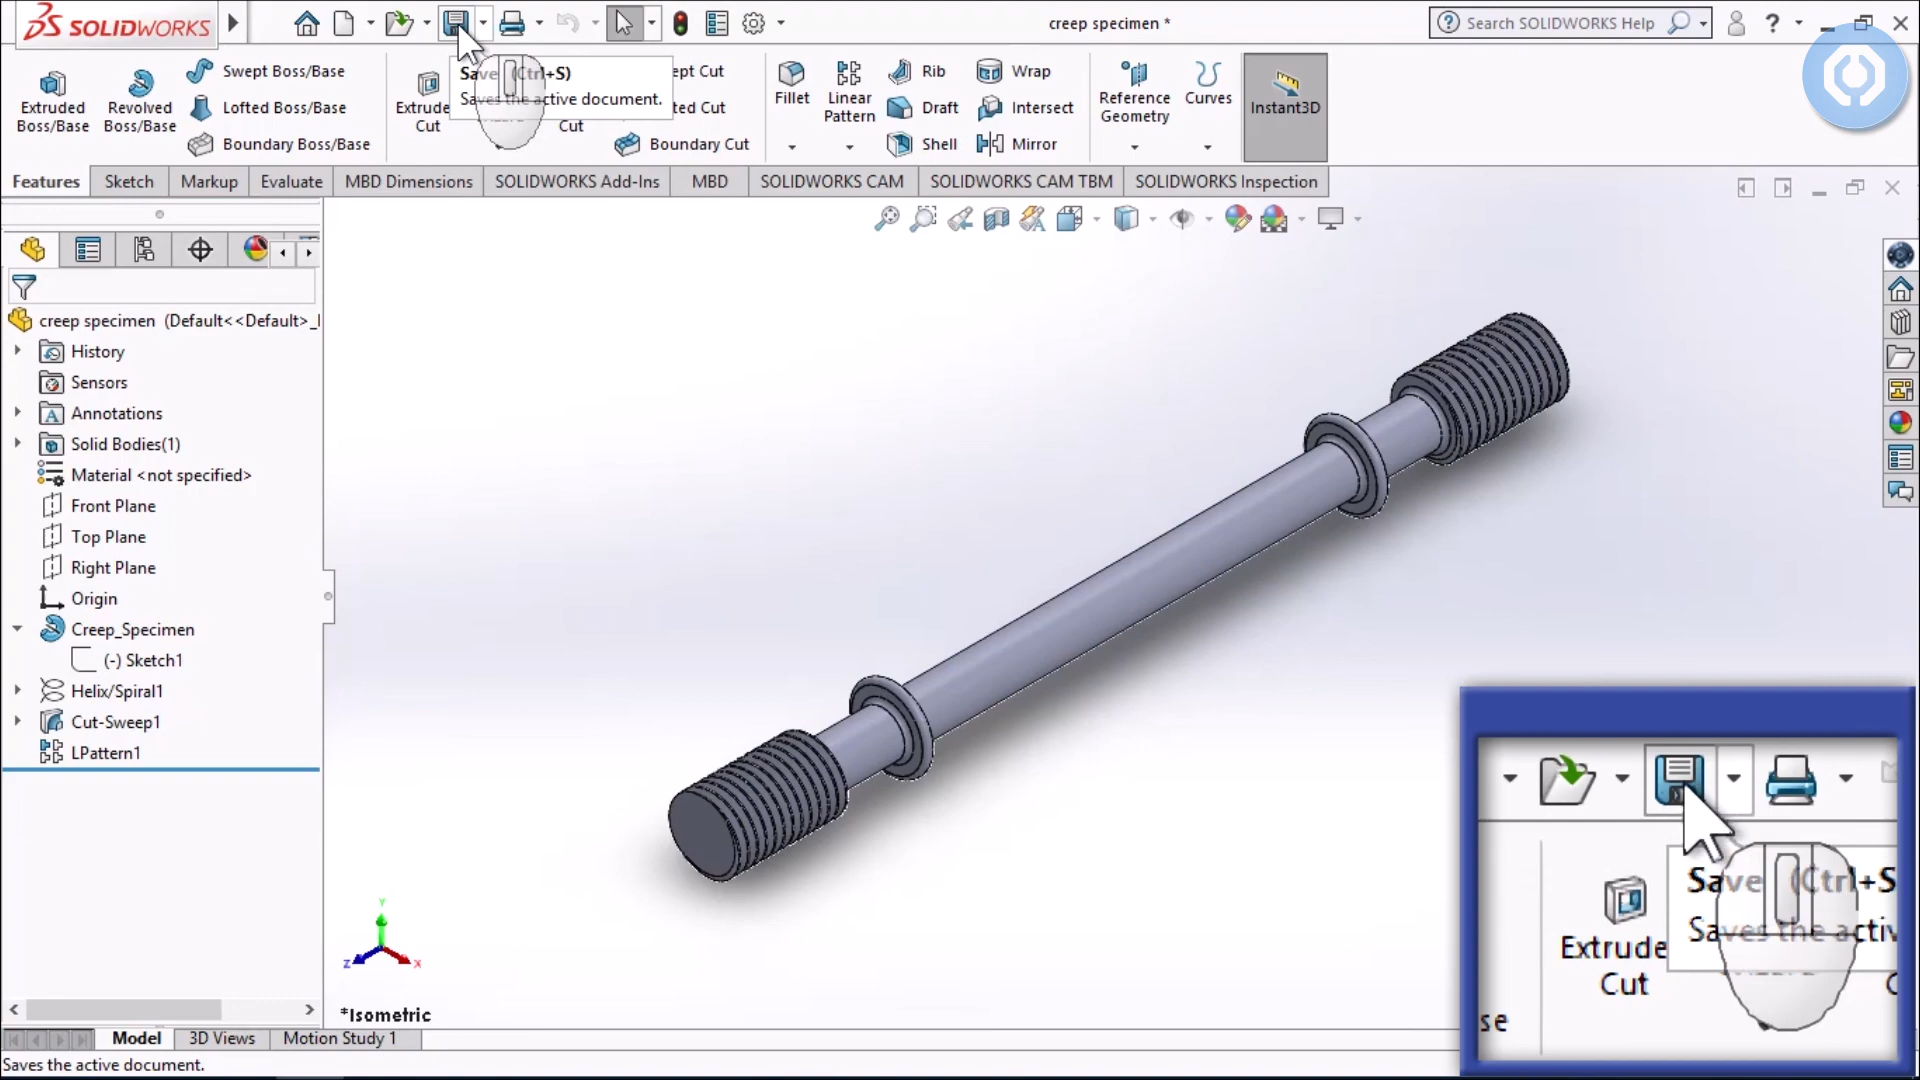 SOLIDWORKS
creep specimen *
Search SOLIDWORKS Help
?
Extruded Boss/Base
Revolved Boss/Base
Swept Boss/Base
Lofted Boss/Base
Boundary Boss/Base
Extrude Cut
Save (Ctrl+S)
Saves the active document.
Cut
ept Cut
ted Cut
Boundary Cut
Fillet
Linear Pattern
Rib
Draft
Shell
Wrap
Intersect
Mirror
Reference Geometry
Curves
Instant3D
Features
Sketch
Markup
Evaluate
MBD Dimensions
SOLIDWORKS Add-Ins
MBD
SOLIDWORKS CAM
SOLIDWORKS CAM TBM
SOLIDWORKS Inspection
creep specimen (Default<<Default>_
History
Sensors
Annotations
Solid Bodies(1)
Material <not specified>
Front Plane
Top Plane
Right Plane
Origin
Creep_Specimen
(-) Sketch1
Helix/Spiral1
Cut-Sweep1
LPattern1
Y
Z
X
*Isometric
Save (Ctrl+S
Saves the activ
Extrude
Cut
se
Model
3D Views
Motion Study 1
Saves the active document.